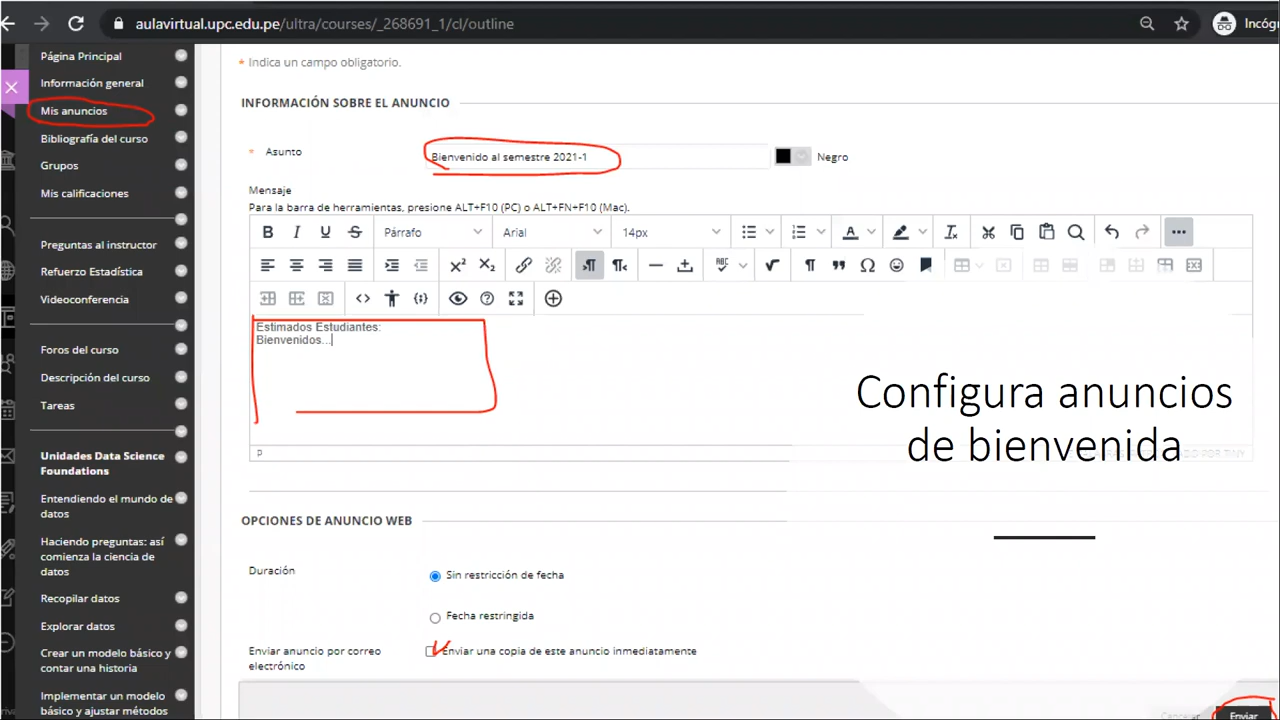 aulavirtual.upc.edu.pe/ultra/courses/_268691_1/cl/outline
Incóg
Página Principal
Información general
Mis anuncios
Bibliografía del curso
Grupos
Mis calificaciones
Preguntas al instructor
Refuerzo Estadística
Videoconferencia
Foros del curso
Descripción del curso
Tareas
Unidades Data Science
Foundations
Entendiendo el mundo de
datos
Haciendo preguntas: así
comienza la ciencia de
datos
Recopilar datos
Explorar datos
Crear un modelo básico y
contar una historia
Implementar un modelo
básico y ajustar métodos
* Indica un campo obligatorio.
INFORMACIÓN SOBRE EL ANUNCIO
* Asunto
Bienvenido al semestre 2021-1
Negro
Mensaje
Para la barra de herramientas, presione ALT+F10 (PC) o ALT+FN+F10 (Mac).
Párrafo
Arial
14px
Estimados Estudiantes:
Bienvenidos...
P
Configura anuncios
de bienvenida
OPCIONES DE ANUNCIO WEB
Duración
Sin restricción de fecha
Fecha restringida
Enviar anuncio por correo
electrónico
Enviar una copia de este anuncio inmediatamente
Cancelar
Enviar